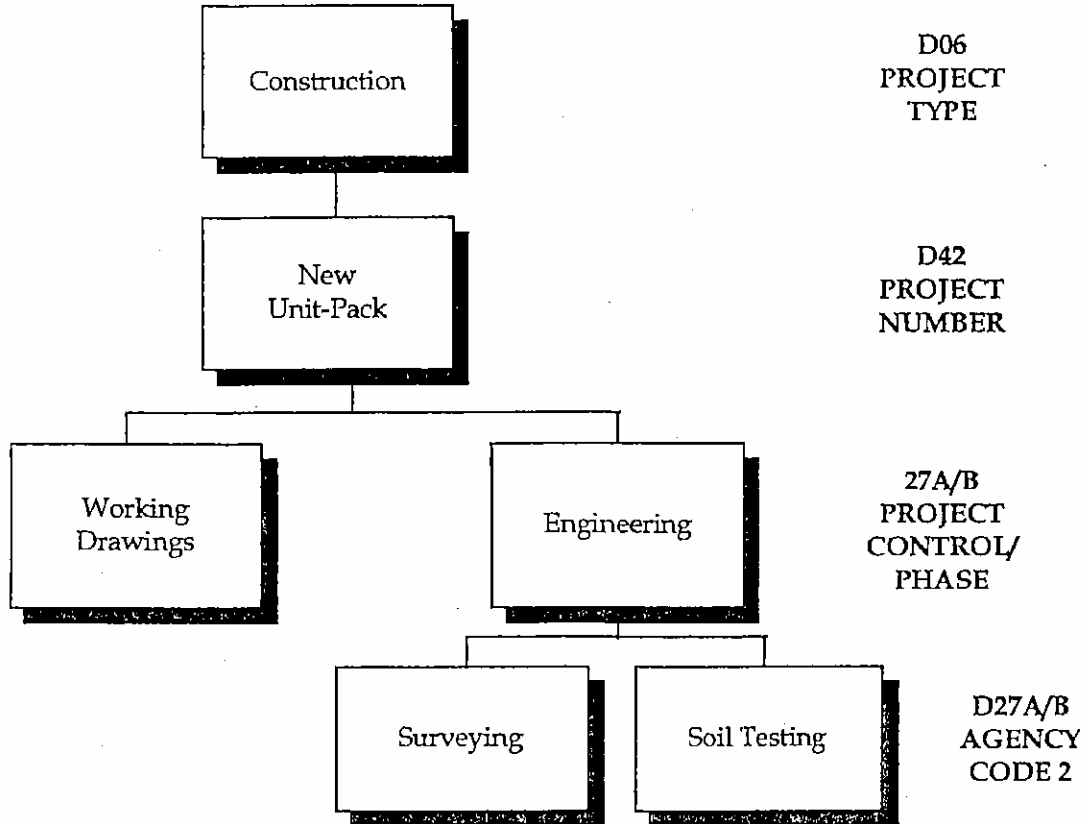 Construction
D06
PROJECT
TYPE
New
Unit-Pack
D42
PROJECT
NUMBER
Working
Drawings
Engineering
27A/B
PROJECT
CONTROL/
PHASE
Surveying
Soil Testing
D27A/B
AGENCY
CODE 2